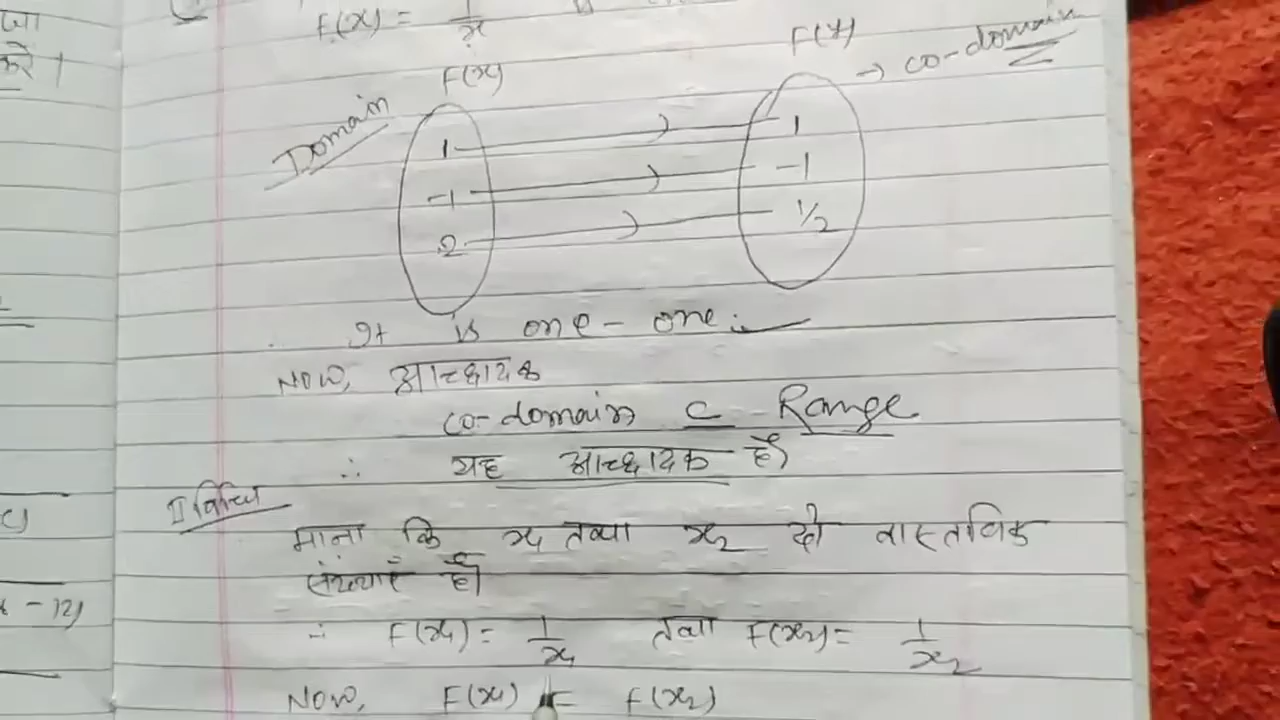 F(x) = 1/x
F(x) F(x)
Domain → co-domain
1 1
-1 -1
2 1/2
It is one-one.
Now, आच्छादक
co-domain ⊂ Range
∴ यह आच्छादक है।
II विधि
माना कि x₁ तथा x₂ दो वास्तविक
संख्याएँ है।
∴ F(x₁) = 1/x₁ तथा F(x₂) = 1/x₂
Now, F(x₁) = F(x₂)
करे।
- 12)